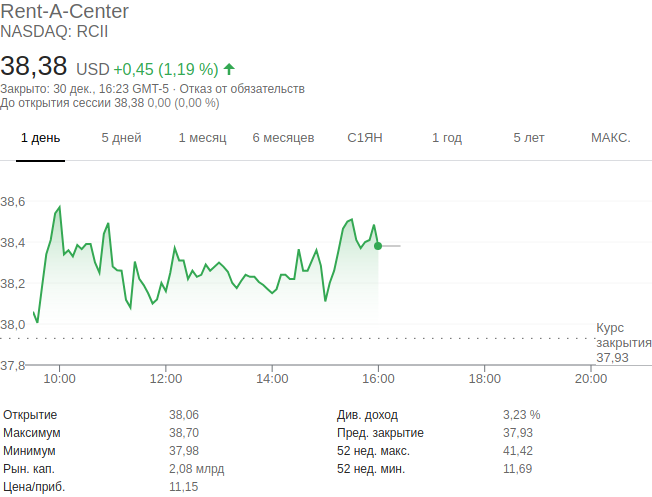 Rent-A-Center
NASDAQ: RCII
38,38 USD +0,45 (1,19 %)
Закрыто: 30 дек., 16:23 GMT-5 · Отказ от обязательств
До открытия сессии 38,38 0,00 (0,00 %)
1 день 5 дней 1 месяц 6 месяцев С1ЯН 1 год 5 лет МАКС.
38,6
38,4
38,2
38,0
Курс
закрытия
37,93
37,8
10:00 12:00 14:00 16:00 18:00 20:00
Открытие 38,06 Див. доход 3,23 %
Максимум 38,70 Пред. закрытие 37,93
Минимум 37,98 52 нед. макс. 41,42
Рын. кап. 2,08 млрд 52 нед. мин. 11,69
Цена/приб. 11,15